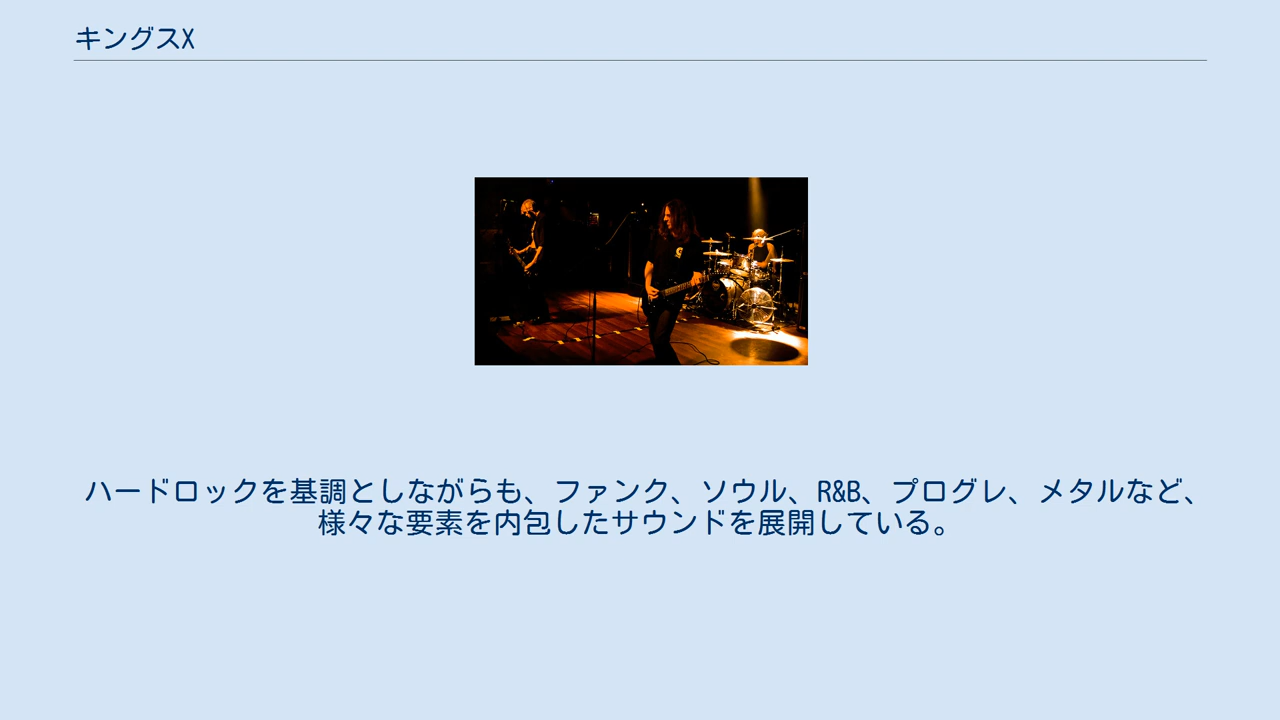 キングスX
ハードロックを基調としながらも、ファンク、ソウル、R&B、プログレ、メタルなど、
様々な要素を内包したサウンドを展開している。